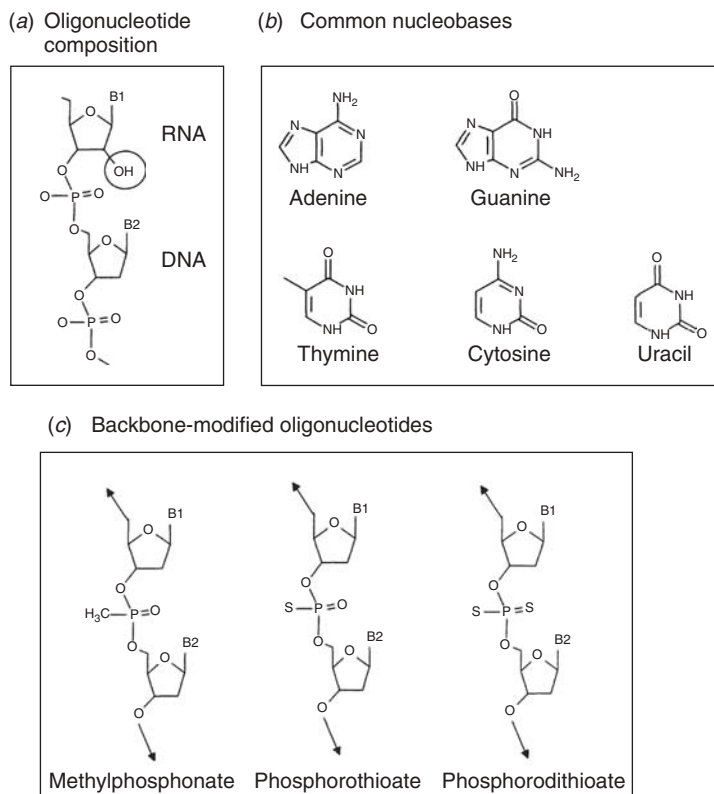 (a) Oligonucleotide
composition
B1
O
RNA
OH
O
O P O
O
B2
O
DNA
O
O P O
O
(b) Common nucleobases
NH2
N
N
NH
N
Adenine
O
N
NH
NH
N
NH2
Guanine
O
NH
NH
O
Thymine
NH2
N
NH
O
Cytosine
O
NH
NH
O
Uracil
(c) Backbone-modified oligonucleotides
B1
O
O
H3C P O
O
B2
O
O
Methylphosphonate
B1
O
O
S P O
O
B2
O
O
Phosphorothioate
B1
O
O
S P S
O
B2
O
O
Phosphorodithioate